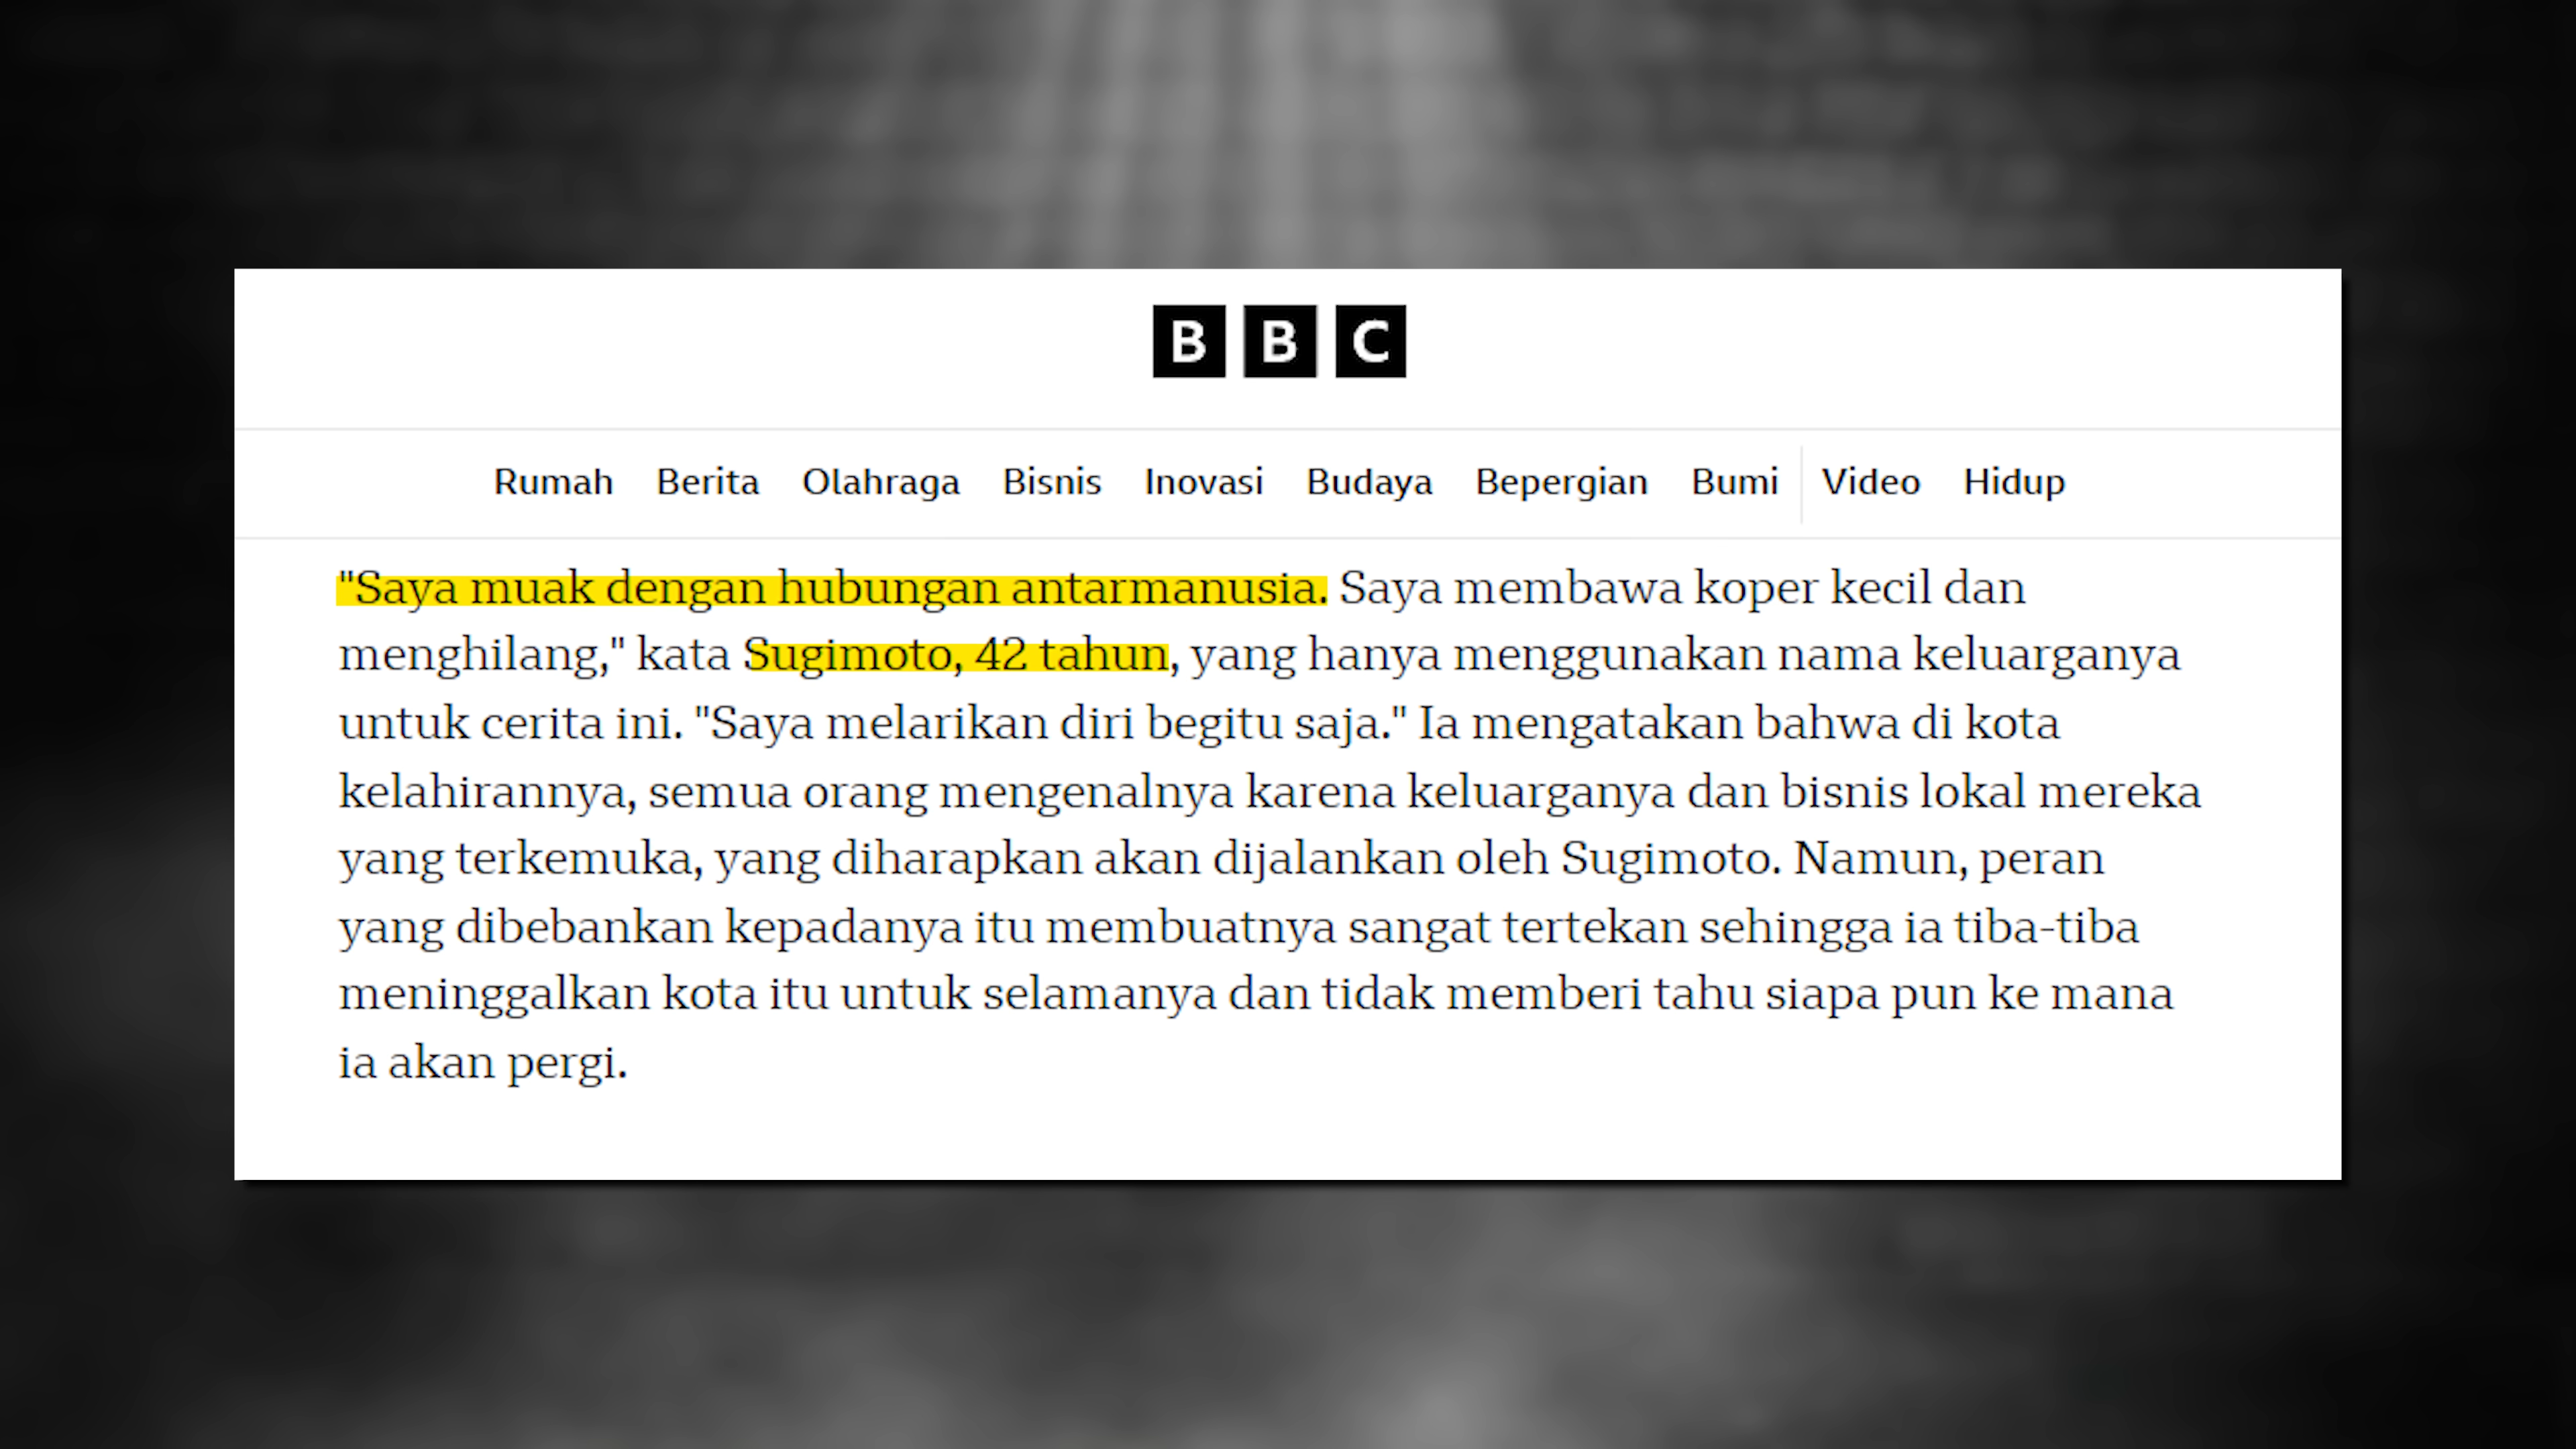 BBC
Rumah Berita Olahraga Bisnis Inovasi Budaya Bepergian Bumi Video Hidup
"Saya muak dengan hubungan antarmanusia. Saya membawa koper kecil dan
menghilang," kata Sugimoto, 42 tahun, yang hanya menggunakan nama keluarganya
untuk cerita ini. "Saya melarikan diri begitu saja." Ia mengatakan bahwa di kota
kelahirannya, semua orang mengenalnya karena keluarganya dan bisnis lokal mereka
yang terkemuka, yang diharapkan akan dijalankan oleh Sugimoto. Namun, peran
yang dibebankan kepadanya itu membuatnya sangat tertekan sehingga ia tiba-tiba
meninggalkan kota itu untuk selamanya dan tidak memberi tahu siapa pun ke mana
ia akan pergi.